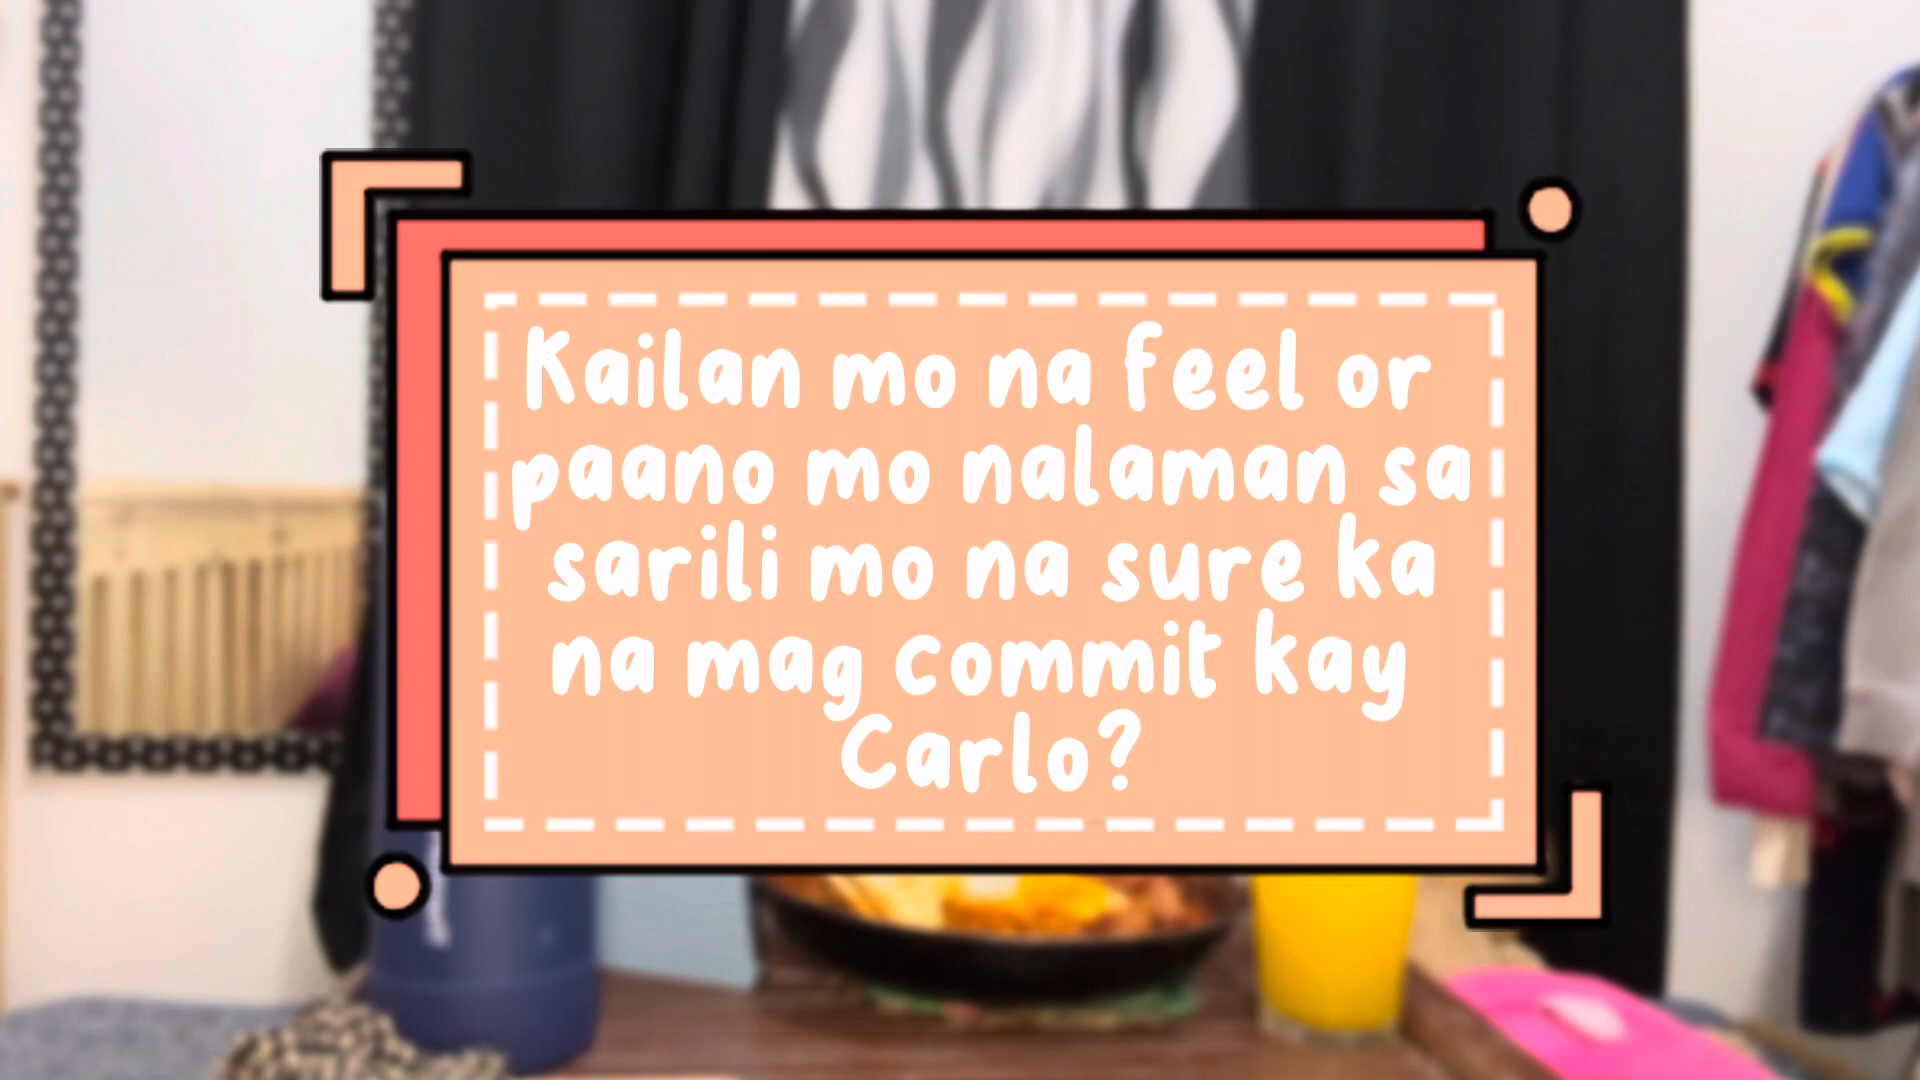 Kailan mo na feel or
paano mo nalaman sa
sarili mo na sure ka
na mag commit kay
Carlo?